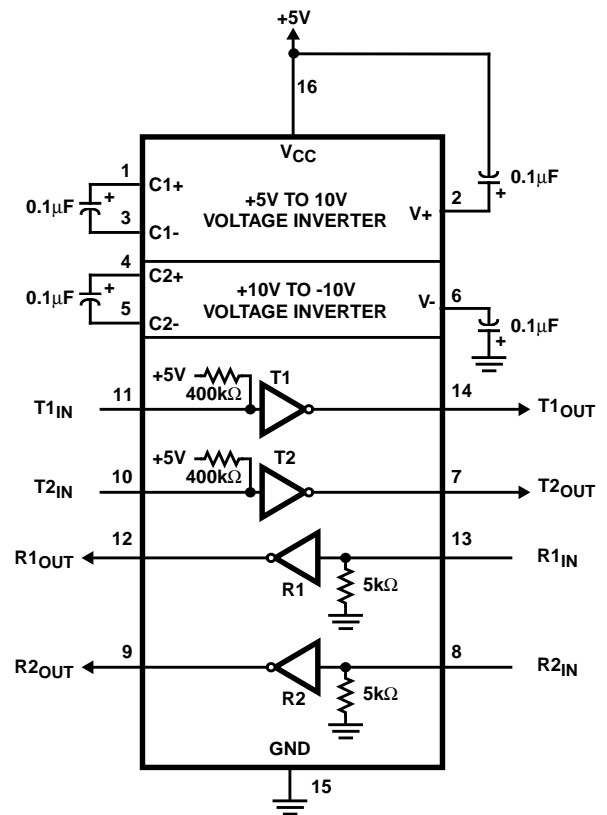 +5V
16
VCC
1
C1+
+
0.1µF
3
C1-
+5V TO 10V
VOLTAGE INVERTER
V+
2
+
0.1µF
4
C2+
+
0.1µF
5
C2-
+10V TO -10V
VOLTAGE INVERTER
V-
6
+
0.1µF
T1IN
11
+5V
400kΩ
T1
14
T1OUT
T2IN
10
+5V
400kΩ
T2
7
T2OUT
R1OUT
12
R1
5kΩ
13
R1IN
R2OUT
9
R2
5kΩ
8
R2IN
GND
15